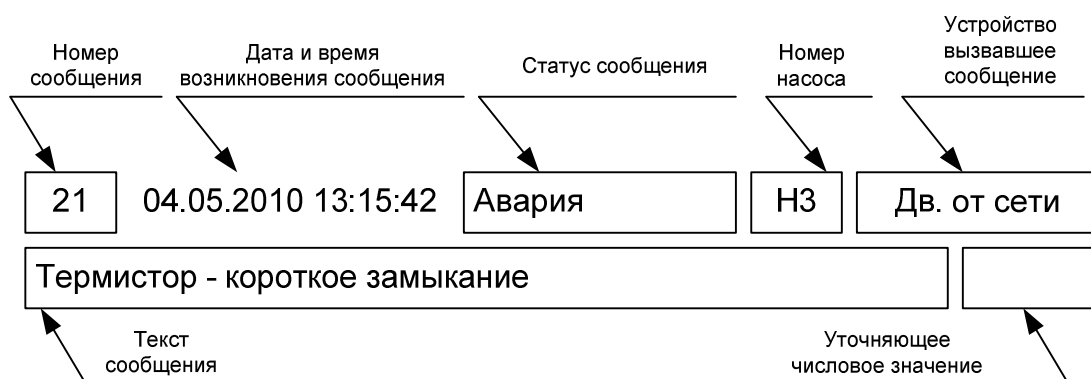 Номер
сообщения
Дата и время
возникновения сообщения
Статус сообщения
Номер
насоса
Устройство
вызвавшее
сообщение
21
04.05.2010 13:15:42
Авария
Н3
Дв. от сети
Термистор - короткое замыкание
Текст
сообщения
Уточняющее
числовое значение